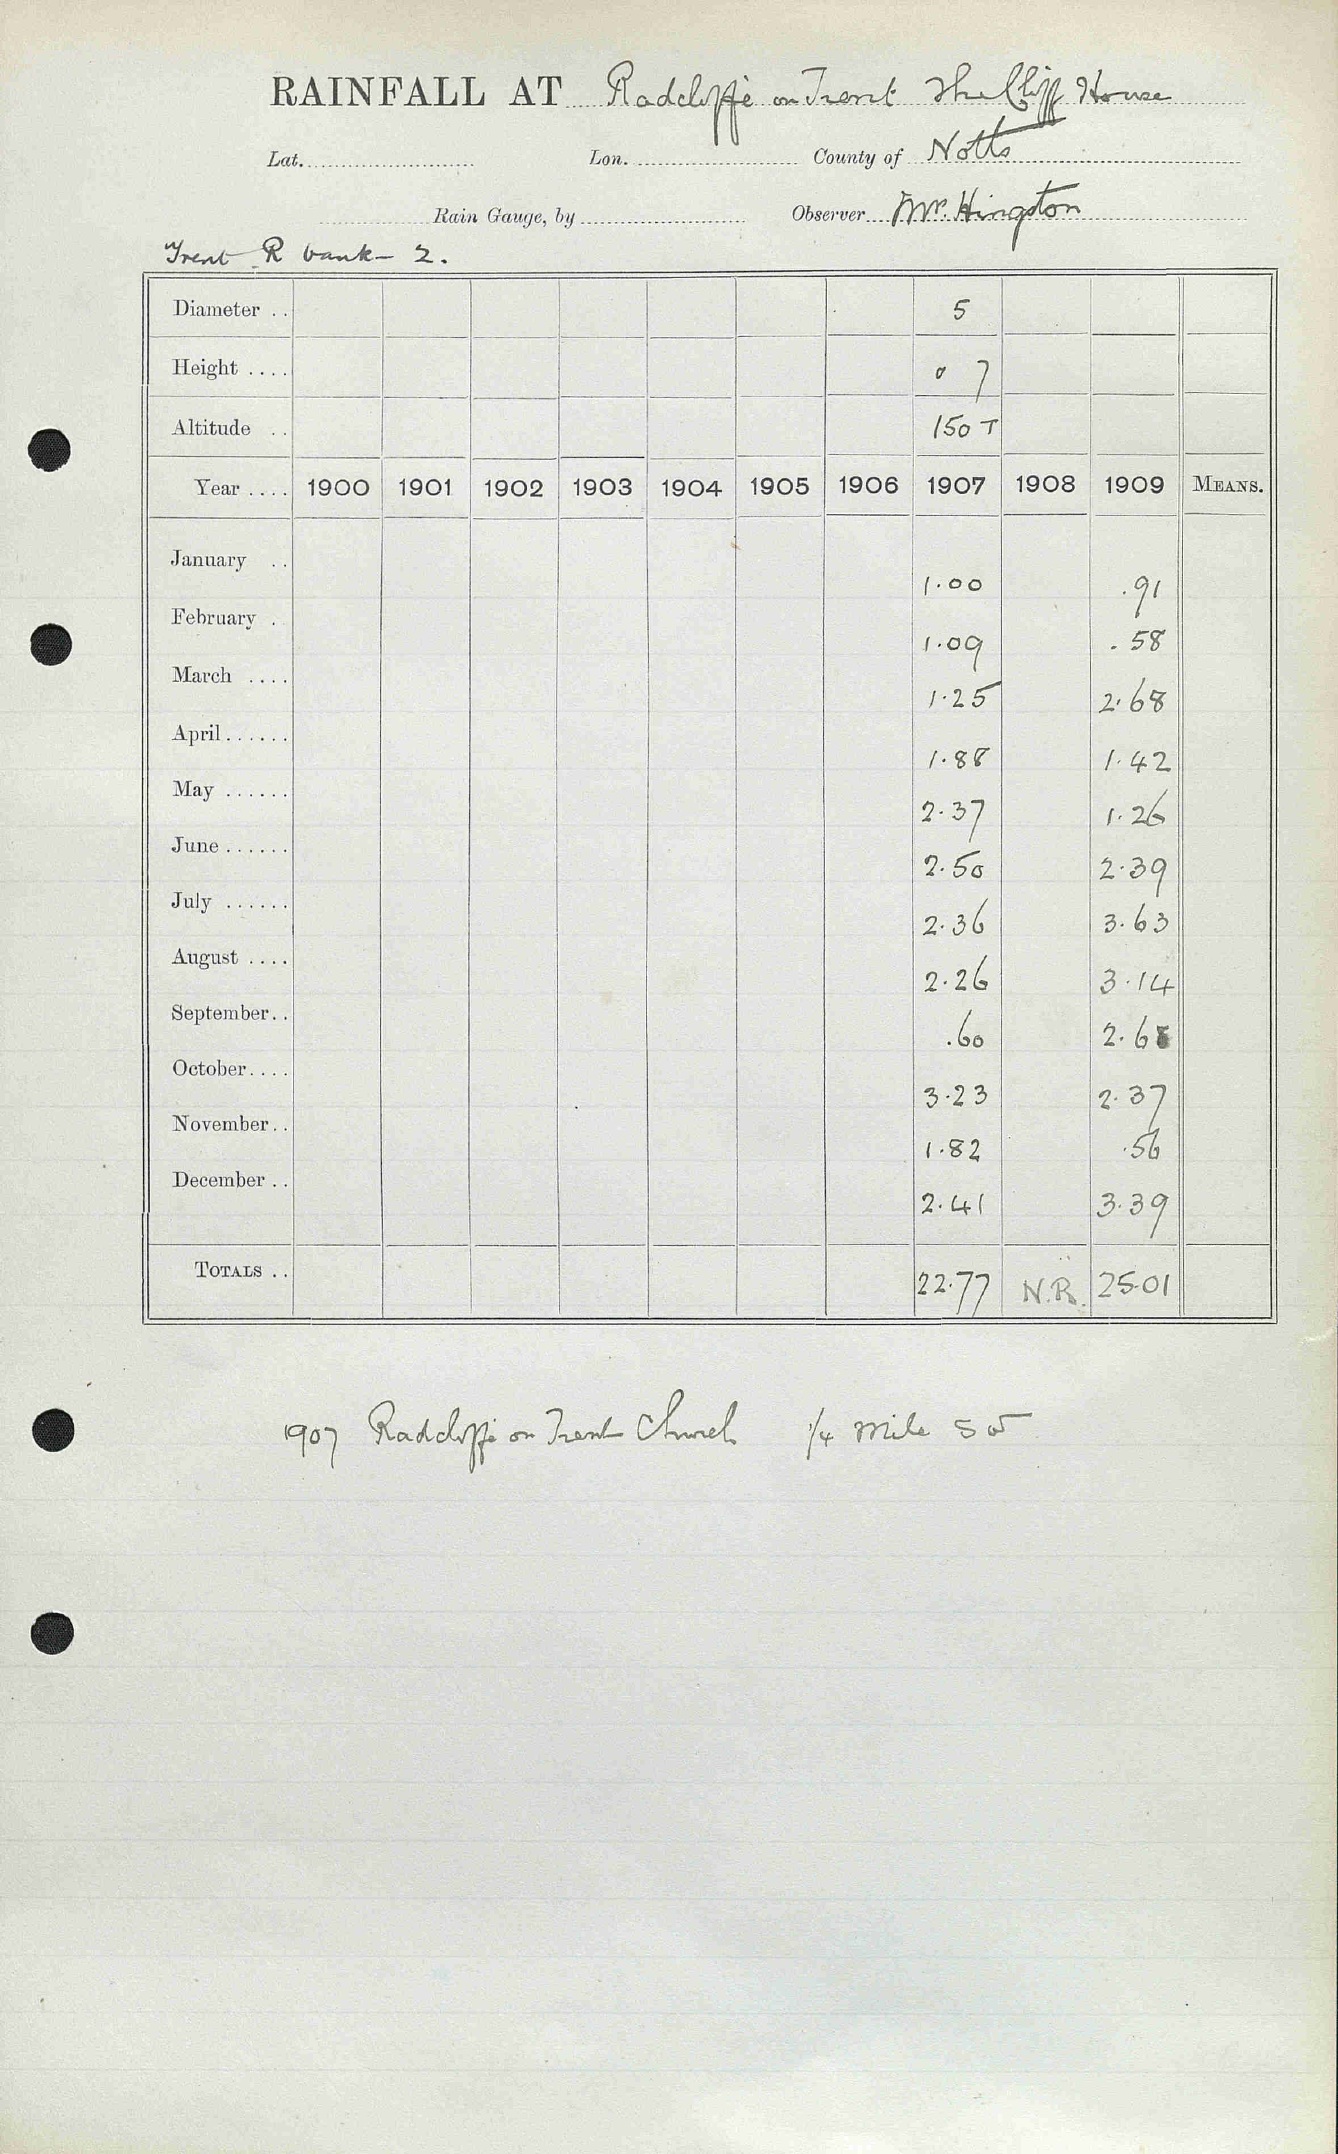 RAINFALL AT Radcliffe on Trent The Cliff House
Lat. Lon. County of Notts
Rain Gauge, by Observer Mr. Hingston
Trent R bank - 2.
Diameter .. 5
Height .... 0 7
Altitude .. 150 T
Year .... 1900 1901 1902 1903 1904 1905 1906 1907 1908 1909 MEANS.
January .. 1.00 .91
February . 1.09 .58
March .... 1.25 2.68
April ...... 1.88 1.42
May ...... 2.37 1.26
June ...... 2.50 2.39
July ...... 2.36 3.63
August .... 2.26 3.14
September.. .60 2.68
October.... 3.23 2.37
November.. 1.82 .56
December .. 2.41 3.39
TOTALS .. 22.77 N.R. 25.01
1907 Radcliffe on Trent Church 1/4 mile SW